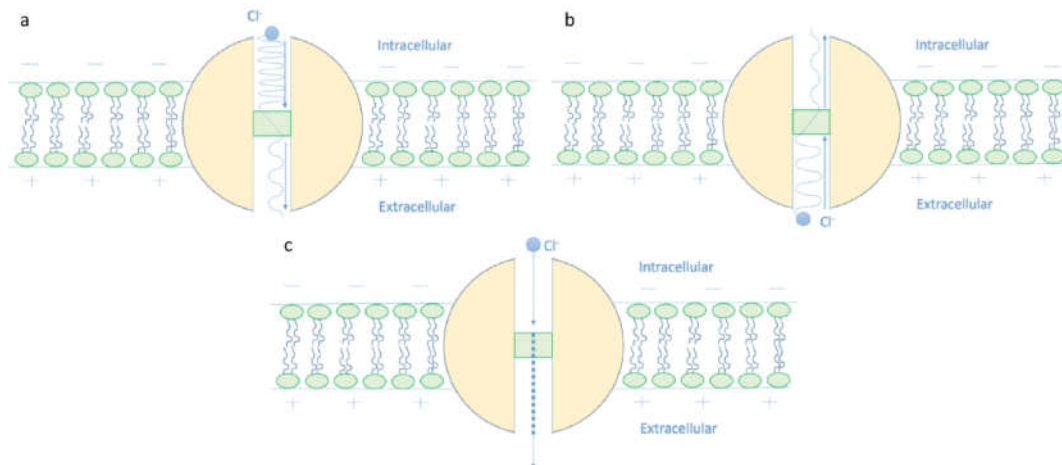 a
Cl⁻
Intracellular
Extracellular
b
Intracellular
Extracellular
Cl⁻
c
Cl⁻
Intracellular
Extracellular